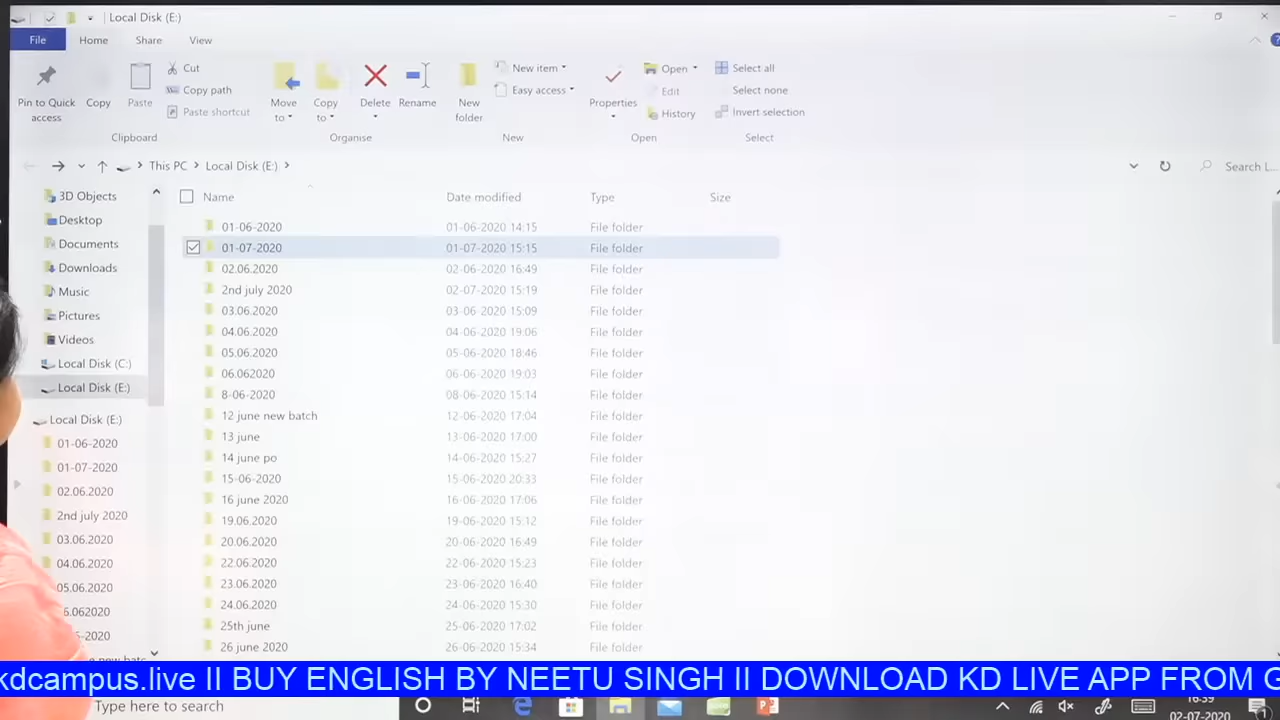 Local Disk (E:)
File Home Share View
Pin to Quick access
Copy
Paste
Cut
Copy path
Paste shortcut
Clipboard
Move to
Copy to
Delete
Rename
Organise
New folder
New item
Easy access
New
Properties
Open
Edit
History
Open
Select all
Select none
Invert selection
Select
This PC > Local Disk (E:) >
Search L...
3D Objects
Desktop
Documents
Downloads
Music
Pictures
Videos
Local Disk (C:)
Local Disk (E:)
Local Disk (E:)
01-06-2020
01-07-2020
02.06.2020
2nd july 2020
03.06.2020
04.06.2020
05.06.2020
6.062020
-2020
Name Date modified Type Size
01-06-2020 01-06-2020 14:15 File folder
01-07-2020 01-07-2020 15:15 File folder
02.06.2020 02-06-2020 16:49 File folder
2nd july 2020 02-07-2020 15:19 File folder
03.06.2020 03-06-2020 15:09 File folder
04.06.2020 04-06-2020 19:06 File folder
05.06.2020 05-06-2020 18:46 File folder
06.062020 06-06-2020 19:03 File folder
8-06-2020 08-06-2020 15:14 File folder
12 june new batch 12-06-2020 17:04 File folder
13 june 13-06-2020 17:00 File folder
14 june po 14-06-2020 15:27 File folder
15-06-2020 15-06-2020 20:33 File folder
16 june 2020 16-06-2020 17:06 File folder
19.06.2020 19-06-2020 15:12 File folder
20.06.2020 20-06-2020 16:49 File folder
22.06.2020 22-06-2020 15:23 File folder
23.06.2020 23-06-2020 16:40 File folder
24.06.2020 24-06-2020 15:30 File folder
25th june 25-06-2020 17:02 File folder
26 june 2020 26-06-2020 15:34 File folder
kdcampus.live II BUY ENGLISH BY NEETU SINGH II DOWNLOAD KD LIVE APP FROM G
Type here to search
16:59
02-07-2020